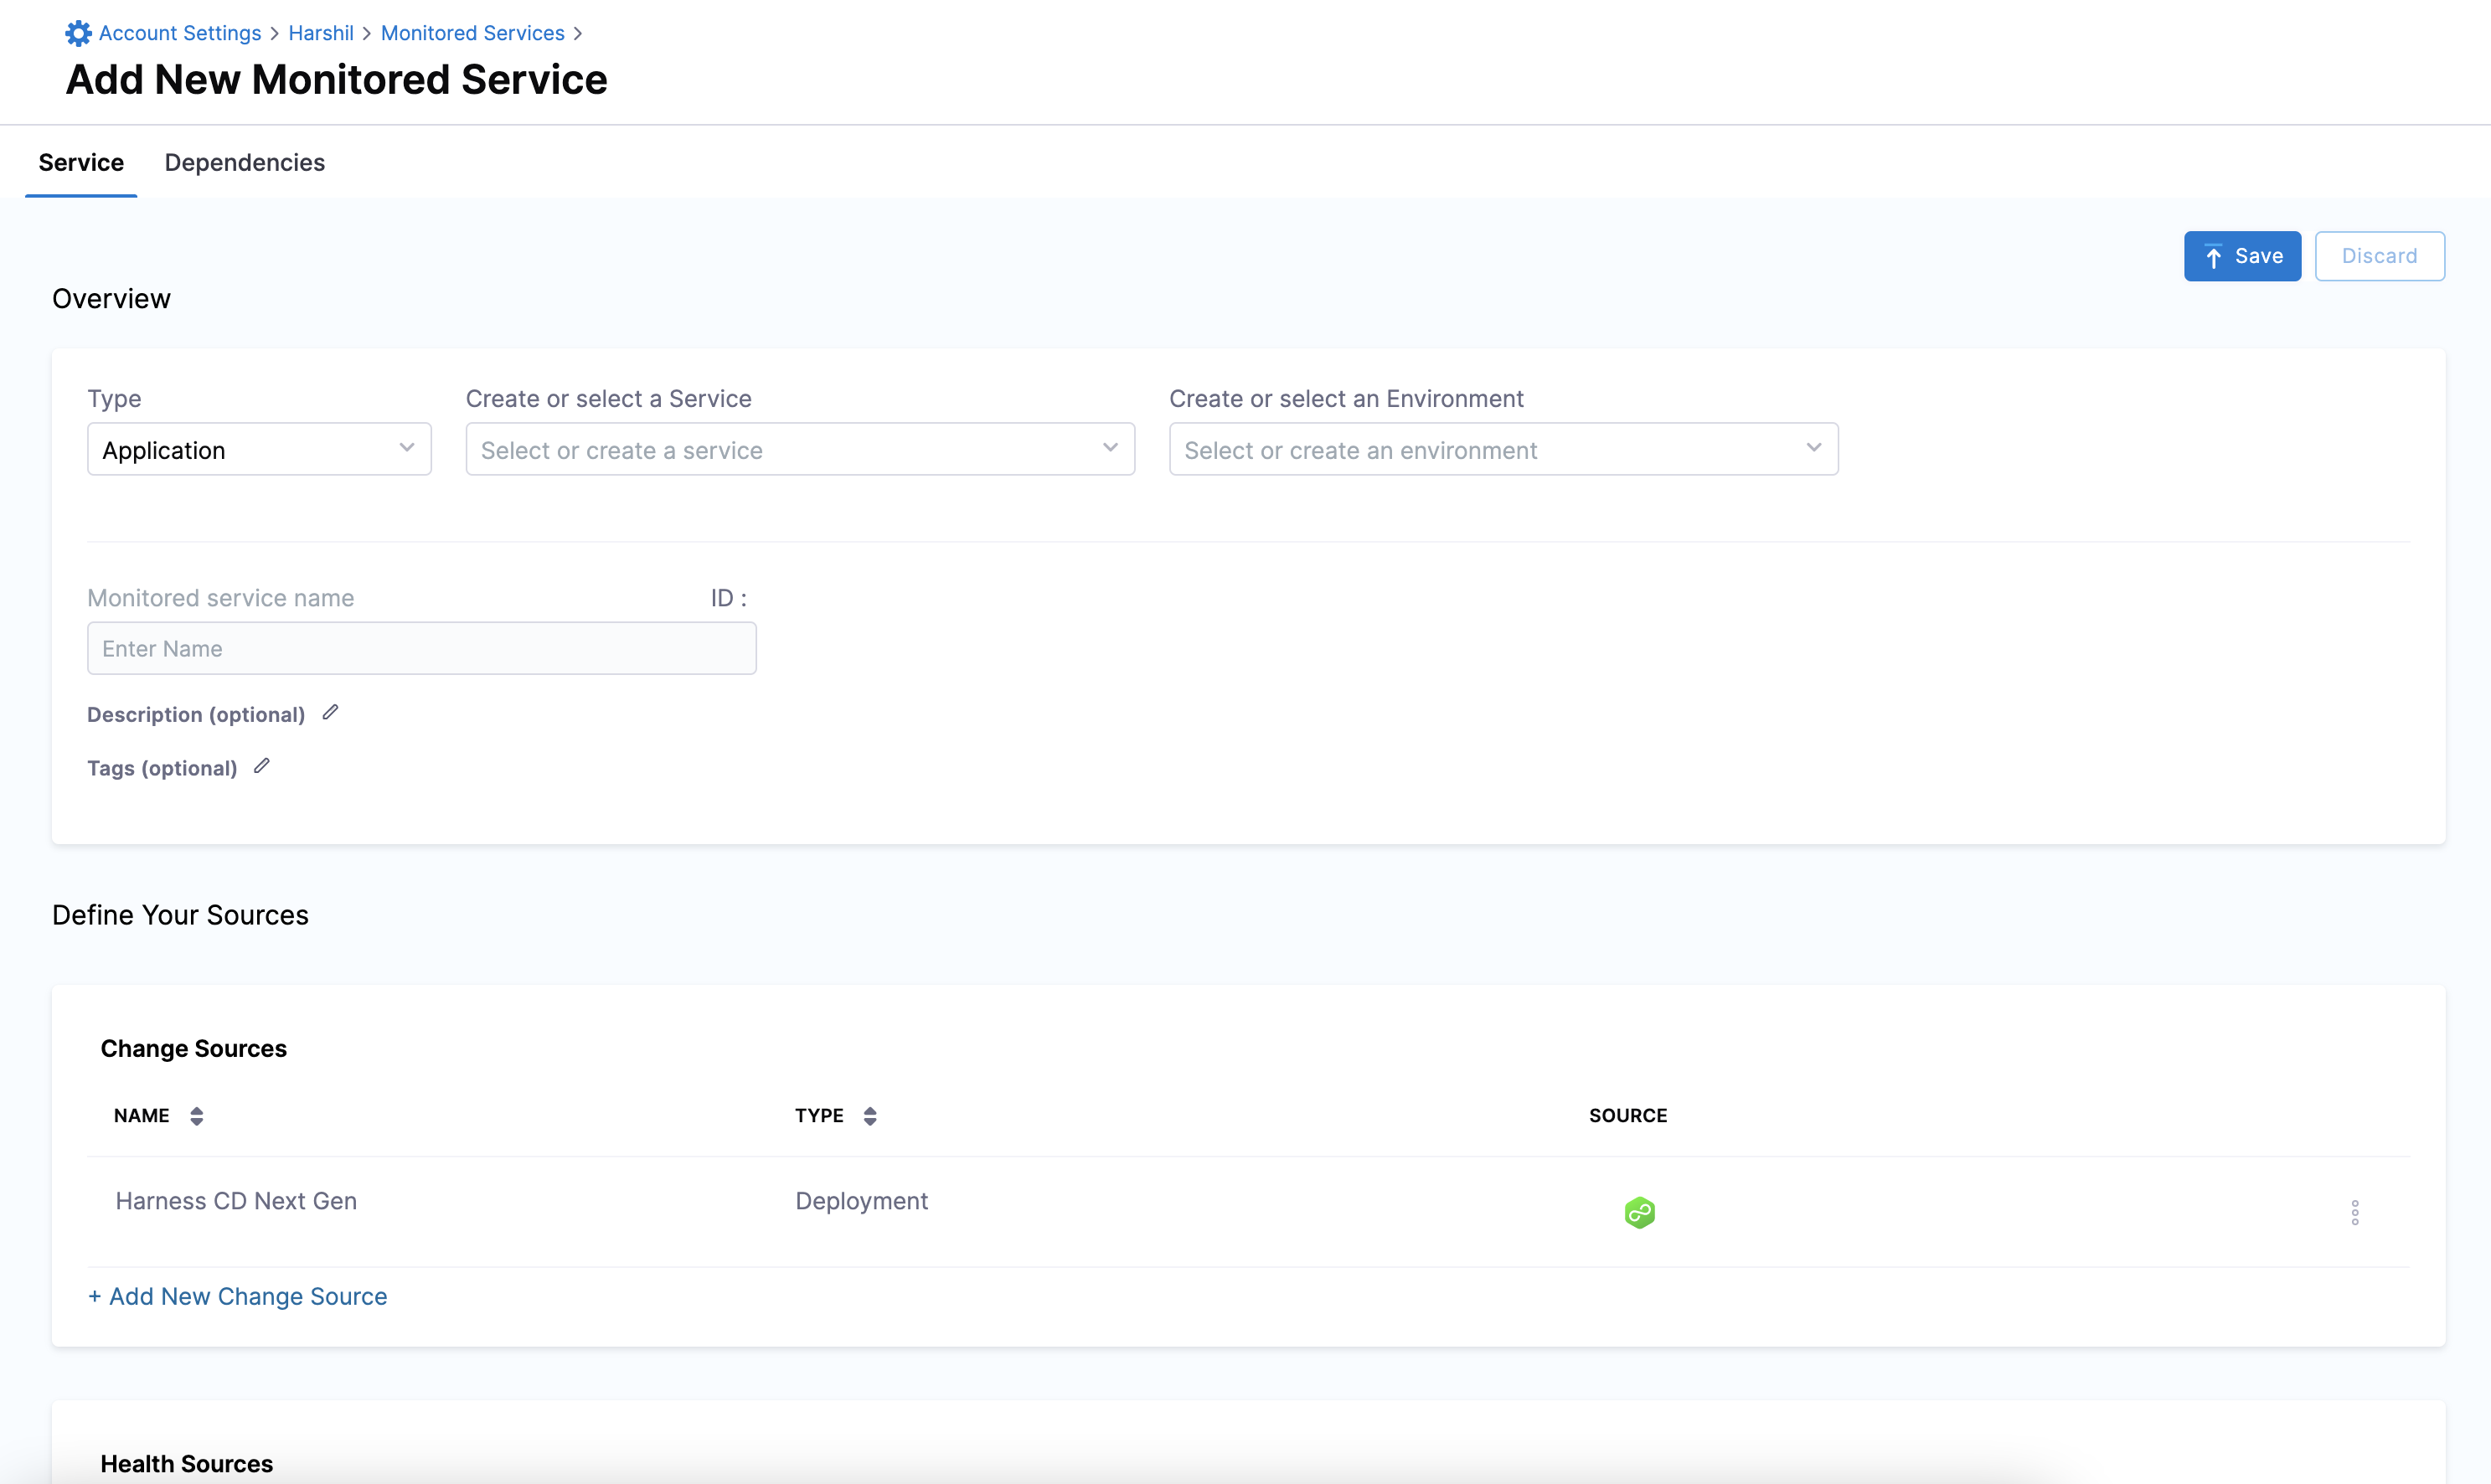 Account Settings > Harshil > Monitored Services >
Add New Monitored Service
Service Dependencies
Save Discard
Overview
Type Create or select a Service Create or select an Environment
Application Select or create a service Select or create an environment
Monitored service name ID :
Enter Name
Description (optional)
Tags (optional)
Define Your Sources
Change Sources
NAME TYPE SOURCE
Harness CD Next Gen Deployment
+ Add New Change Source
Health Sources